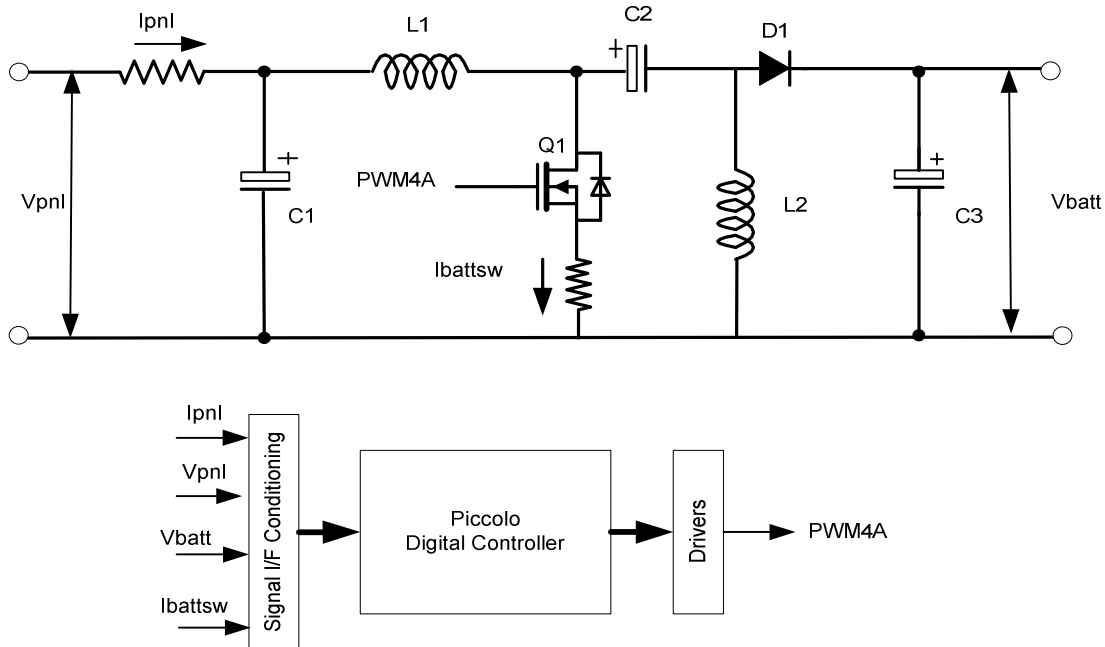 Ipnl
L1
C2
D1
Q1
PWM4A
Vpnl
C1
L2
C3
Vbatt
Ibattsw
Ipnl
Vpnl
Vbatt
Ibattsw
Signal I/F Conditioning
Piccolo
Digital Controller
Drivers
PWM4A